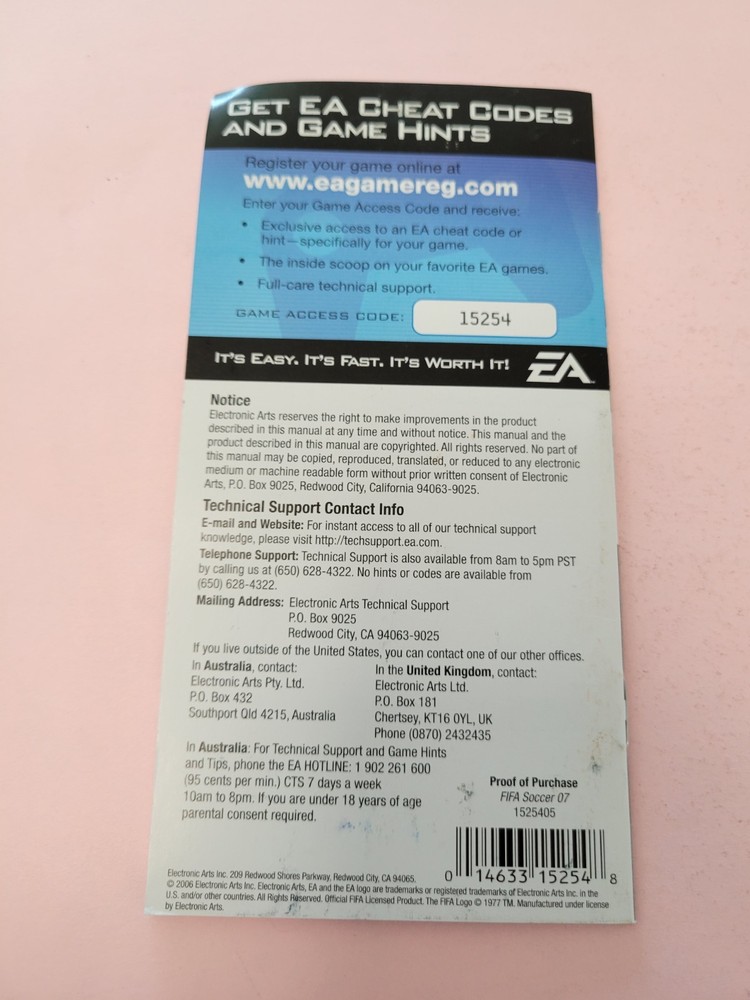 GET EA CHEAT CODES
AND GAME HINTS
Register your game online at
www.eagamereg.com
Enter your Game Access Code and receive:
• Exclusive access to an EA cheat code or
hint—specifically for your game.
• The inside scoop on your favorite EA games.
• Full-care technical support.
GAME ACCESS CODE: 15254
IT'S EASY. IT'S FAST. IT'S WORTH IT! EA
Notice
Electronic Arts reserves the right to make improvements in the product
described in this manual at any time and without notice. This manual and the
product described in this manual are copyrighted. All rights reserved. No part of
this manual may be copied, reproduced, translated, or reduced to any electronic
medium or machine readable form without prior written consent of Electronic
Arts, P.O. Box 9025, Redwood City, California 94063-9025.
Technical Support Contact Info
E-mail and Website: For instant access to all of our technical support
knowledge, please visit http://techsupport.ea.com.
Telephone Support: Technical Support is also available from 8am to 5pm PST
by calling us at (650) 628-4322. No hints or codes are available from
(650) 628-4322.
Mailing Address: Electronic Arts Technical Support
P.O. Box 9025
Redwood City, CA 94063-9025
If you live outside of the United States, you can contact one of our other offices.
In Australia, contact:
Electronic Arts Pty. Ltd.
P.O. Box 432
Southport Qld 4215, Australia
In the United Kingdom, contact:
Electronic Arts Ltd.
P.O. Box 181
Chertsey, KT16 0YL, UK
Phone (0870) 2432435
In Australia: For Technical Support and Game Hints
and Tips, phone the EA HOTLINE: 1 902 261 600
(95 cents per min.) CTS 7 days a week
10am to 8pm. If you are under 18 years of age
parental consent required.
Proof of Purchase
FIFA Soccer 07
1525405
0 14633 15254 8
Electronic Arts Inc. 209 Redwood Shores Parkway, Redwood City, CA 94065.
© 2006 Electronic Arts Inc. Electronic Arts, EA and the EA logo are trademarks or registered trademarks of Electronic Arts Inc. in the
U.S. and/or other countries. All Rights Reserved. Official FIFA Licensed Product. The FIFA Logo © 1977 TM. Manufactured under license
by Electronic Arts.